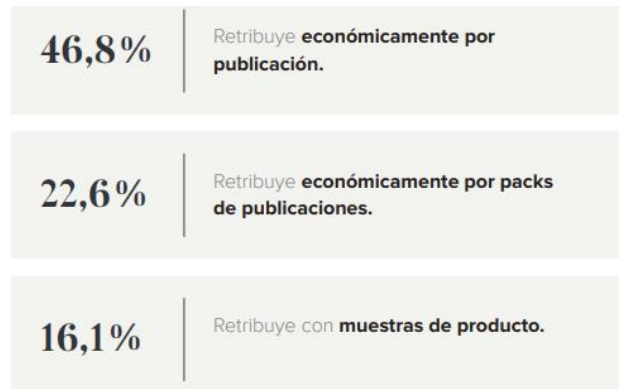 46,8%
Retribuye económicamente por
publicación.
22,6%
Retribuye económicamente por packs
de publicaciones.
16,1%
Retribuye con muestras de producto.